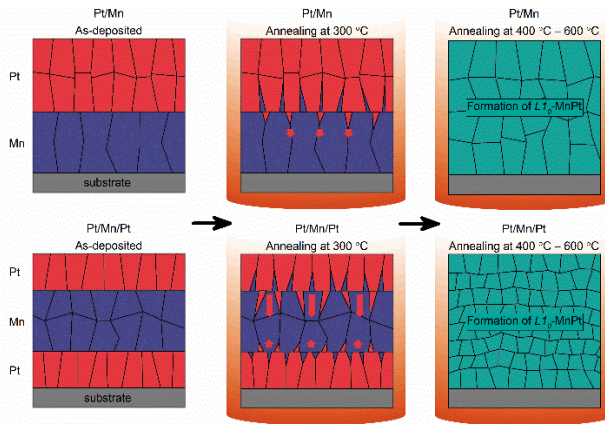 Pt/Mn
As-deposited
Pt/Mn
Annealing at 300 °C
Pt/Mn
Annealing at 400 °C – 600 °C
Pt
Mn
substrate
Formation of L1₀-MnPt
Pt/Mn/Pt
As-deposited
Pt/Mn/Pt
Annealing at 300 °C
Pt/Mn/Pt
Annealing at 400 °C – 600 °C
Pt
Mn
Pt
substrate
Formation of L1₀-MnPt